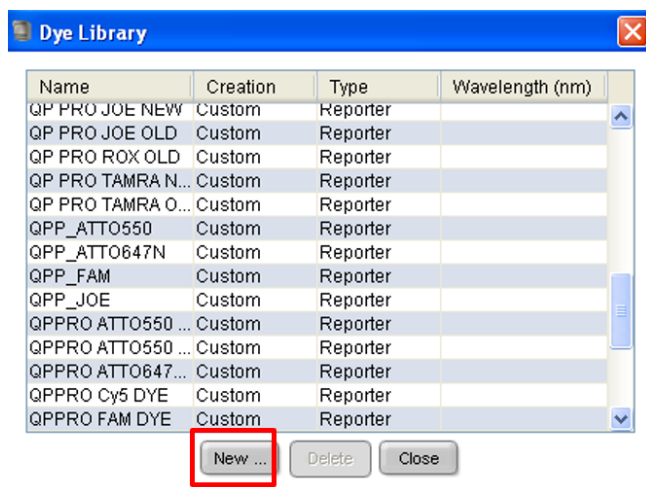 Dye Library
Name Creation Type Wavelength (nm)
QP PRO JOE NEW Custom Reporter
QP PRO JOE OLD Custom Reporter
QP PRO ROX OLD Custom Reporter
QP PRO TAMRA N... Custom Reporter
QP PRO TAMRA O... Custom Reporter
QPP_ATTO550 Custom Reporter
QPP_ATTO647N Custom Reporter
QPP_FAM Custom Reporter
QPP_JOE Custom Reporter
QPPRO ATTO550 ... Custom Reporter
QPPRO ATTO550 ... Custom Reporter
QPPRO ATTO647... Custom Reporter
QPPRO Cy5 DYE Custom Reporter
QPPRO FAM DYE Custom Reporter
New ... Delete Close